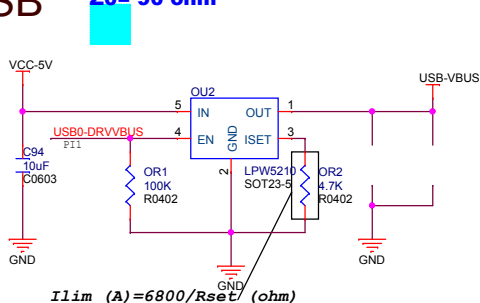 SB
Z0= 90 ohm
VCC-5V
USB-VBUS
OU2
5 IN OUT 1
USB0-DRVVBUS 4 EN GND ISET 3
PI1
2
C94
10uF
C0603
OR1
100K
R0402
LPW5210
SOT23-5
OR2
4.7K
R0402
GND
GND
GND
Ilim (A)=6800/Rset (ohm)